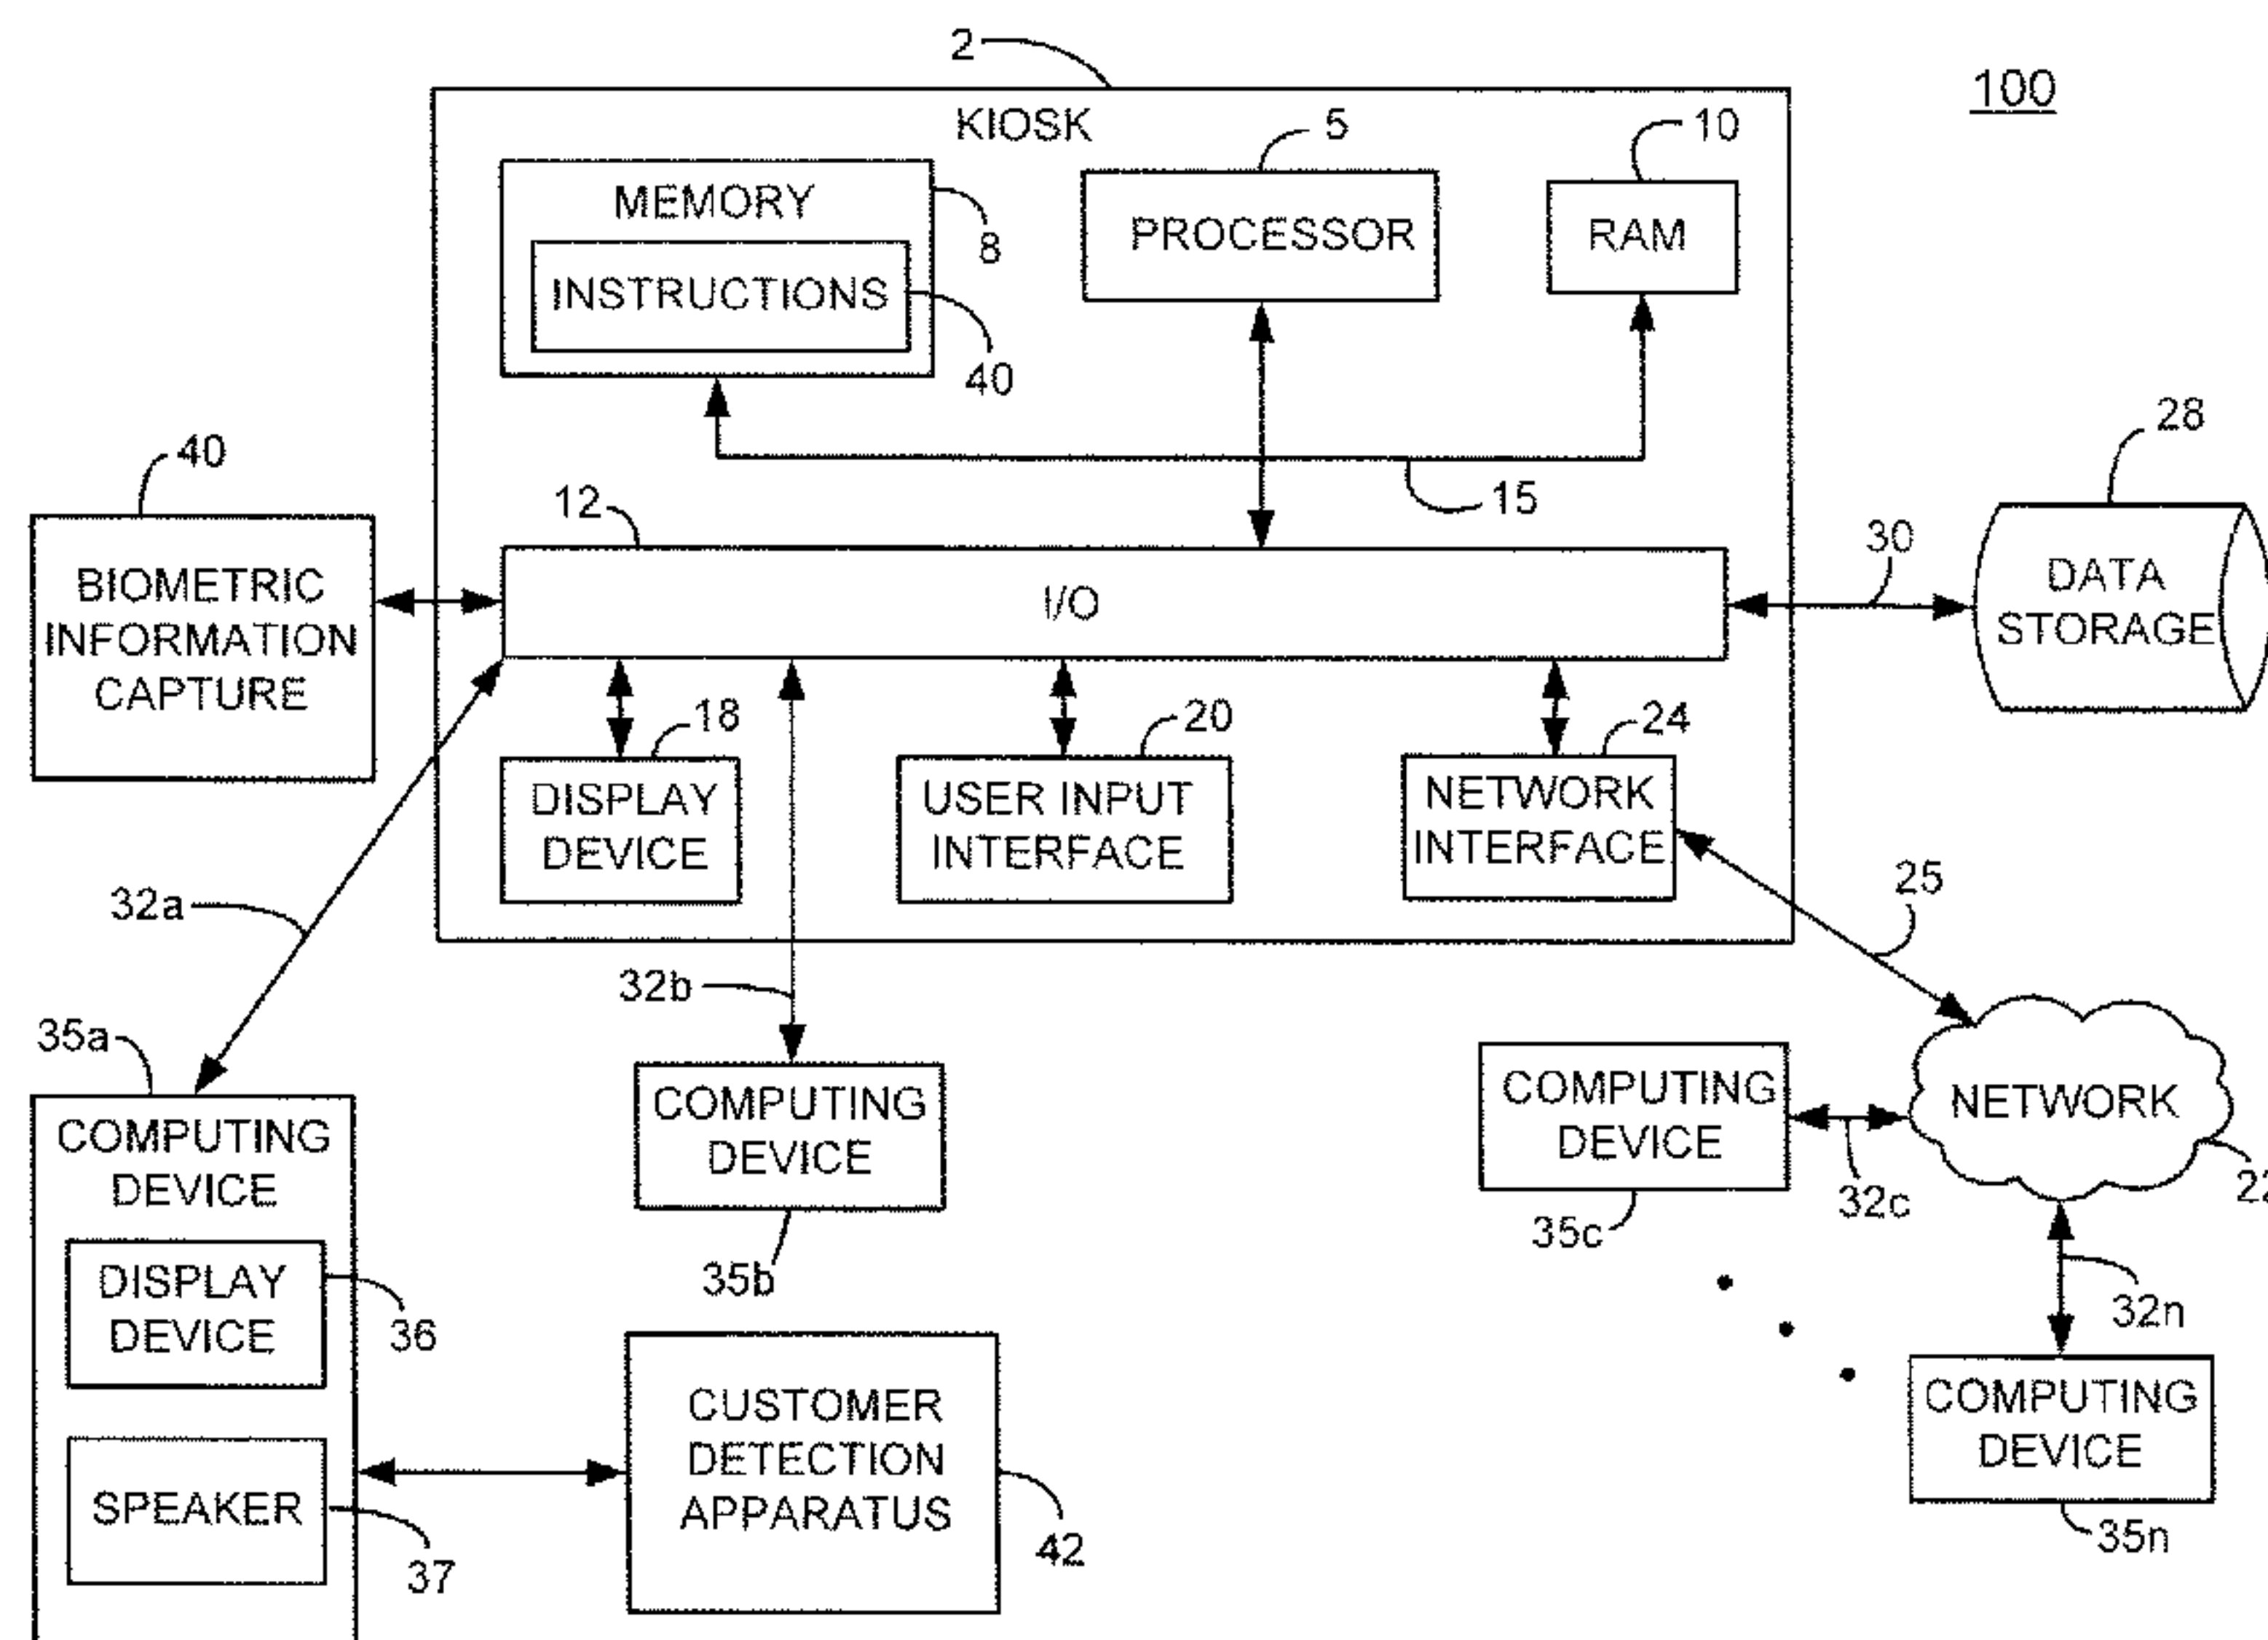 2
100
KIOSK
5
10
MEMORY
8
PROCESSOR
RAM
INSTRUCTIONS
40
40
28
12
15
30
BIOMETRIC
INFORMATION
CAPTURE
I/O
DATA
STORAGE
18
20
24
DISPLAY
DEVICE
USER INPUT
INTERFACE
NETWORK
INTERFACE
32a
25
32b
35a
COMPUTING
DEVICE
COMPUTING
DEVICE
COMPUTING
DEVICE
NETWORK
22
32c
35c
35b
DISPLAY
DEVICE
36
32n
CUSTOMER
DETECTION
APPARATUS
COMPUTING
DEVICE
SPEAKER
37
42
35n